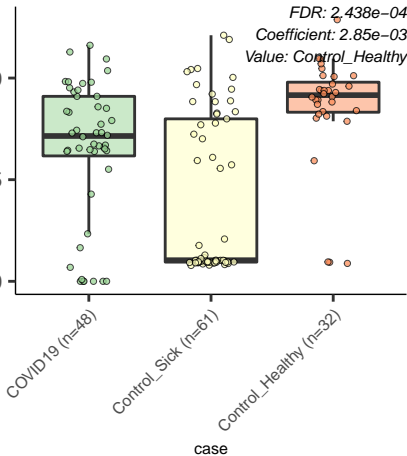 FDR: 2.438e−04
Coefficient: 2.85e−03
Value: Control_Healthy
COVID19 (n=48)
Control_Sick (n=61)
Control_Healthy (n=32)
case